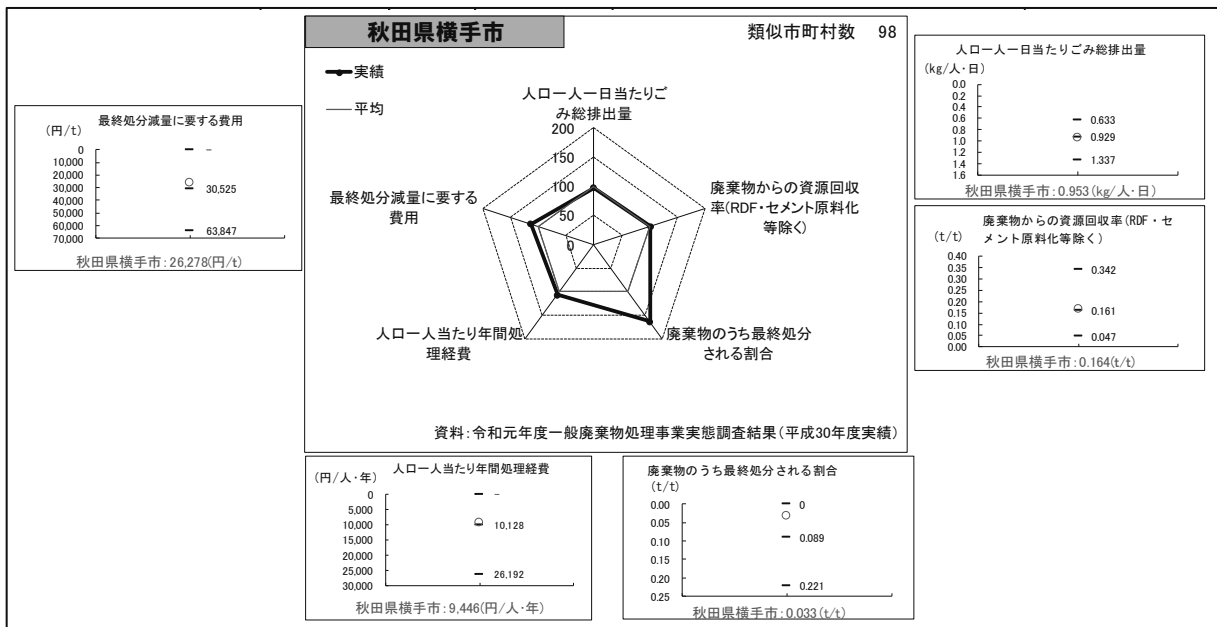 秋田県横手市
類似市町村数 98
実績
平均
人口一人一日当たりご
み総排出量
廃棄物からの資源回収
率(RDF・セメント原料化
等除く)
廃棄物のうち最終処分
される割合
人口一人当たり年間処
理経費
最終処分減量に要する
費用
200
150
100
50
0
資料:令和元年度一般廃棄物処理事業実態調査結果(平成30年度実績)
最終処分減量に要する費用
(円/t)
0
10,000
20,000
30,000
40,000
50,000
60,000
70,000
-
30,525
63,847
秋田県横手市:26,278(円/t)
人口一人一日当たりごみ総排出量
(kg/人・日)
0.0
0.2
0.4
0.6
0.8
1.0
1.2
1.4
1.6
0.633
0.929
1.337
秋田県横手市:0.953(kg/人・日)
廃棄物からの資源回収率(RDF・セ
メント原料化等除く)
(t/t)
0.40
0.35
0.30
0.25
0.20
0.15
0.10
0.05
0.00
0.342
0.161
0.047
秋田県横手市:0.164(t/t)
人口一人当たり年間処理経費
(円/人・年)
0
5,000
10,000
15,000
20,000
25,000
30,000
-
10,128
26,192
秋田県横手市:9,446(円/人・年)
廃棄物のうち最終処分される割合
(t/t)
0.00
0.05
0.10
0.15
0.20
0.25
0
0.089
0.221
秋田県横手市:0.033(t/t)